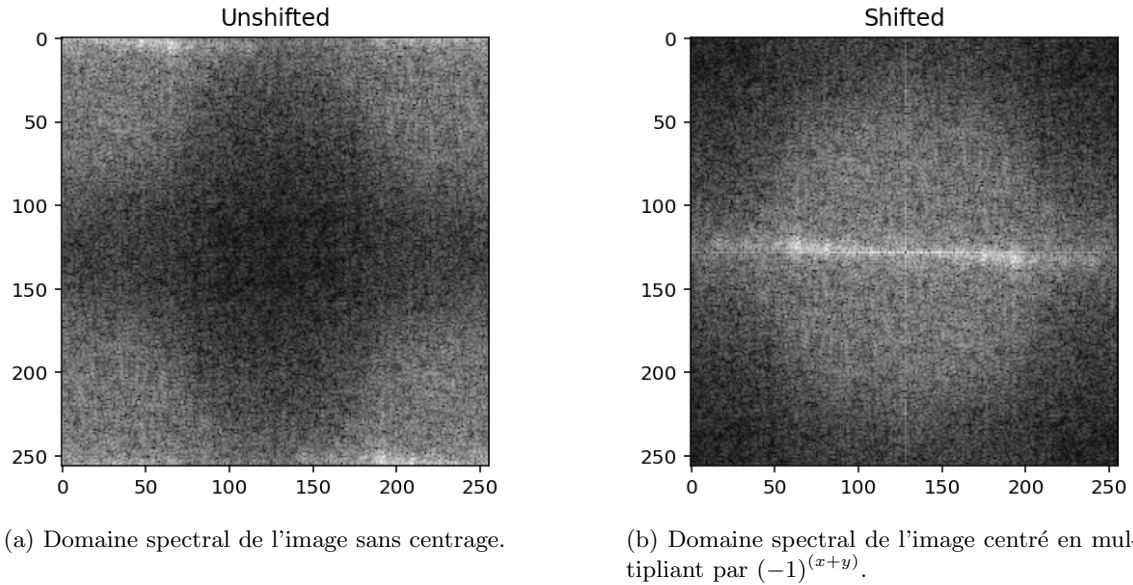 Unshifted
0
50
100
150
200
250
0 50 100 150 200 250
(a) Domaine spectral de l'image sans centrage.
Shifted
0
50
100
150
200
250
0 50 100 150 200 250
(b) Domaine spectral de l'image centré en mul-
tipliant par (−1)^{(x+y)}.